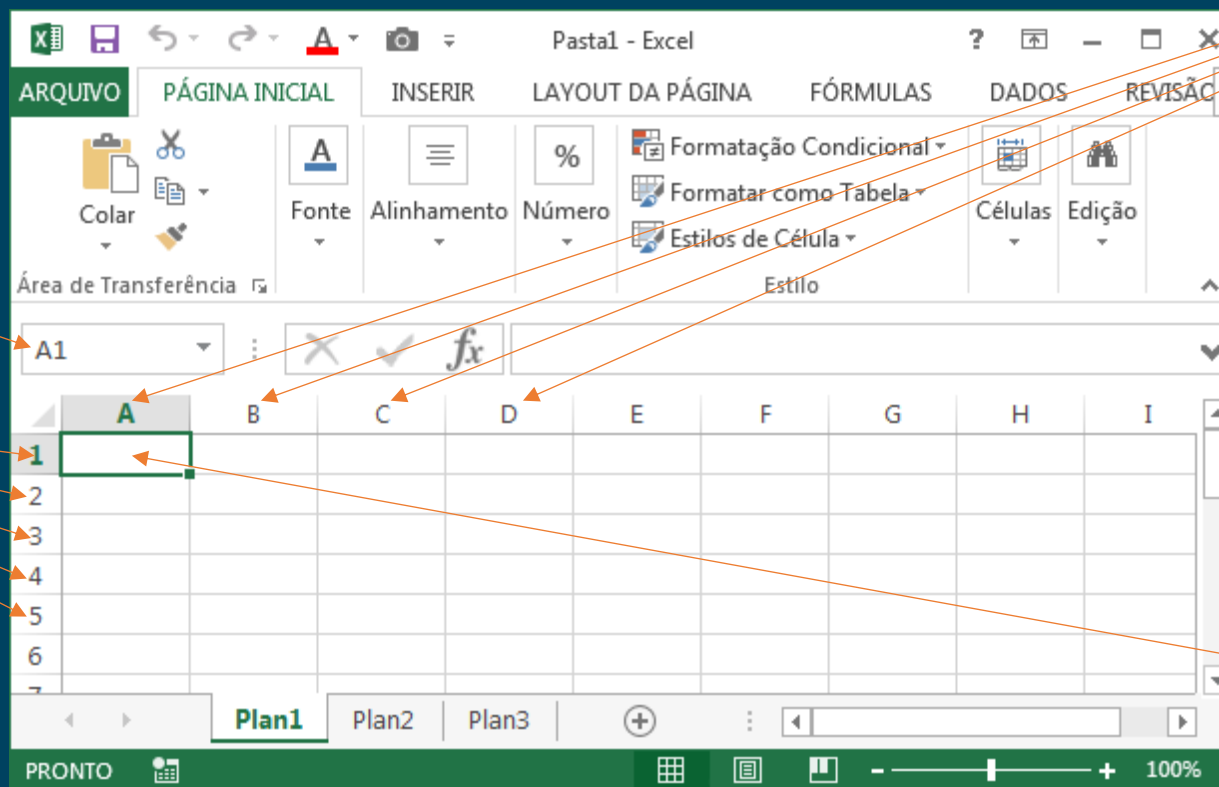 Pasta1 - Excel ?
ARQUIVO PÁGINA INICIAL INSERIR LAYOUT DA PÁGINA FÓRMULAS DADOS REVISÃO
Colar Fonte Alinhamento % Número Formatação Condicional
Formatar como Tabela
Estilos de Célula
Células Edição
Área de Transferência Estilo
A1 fx
A B C D E F G H I
1
2
3
4
5
6
7
Plan1 Plan2 Plan3
PRONTO - + 100%